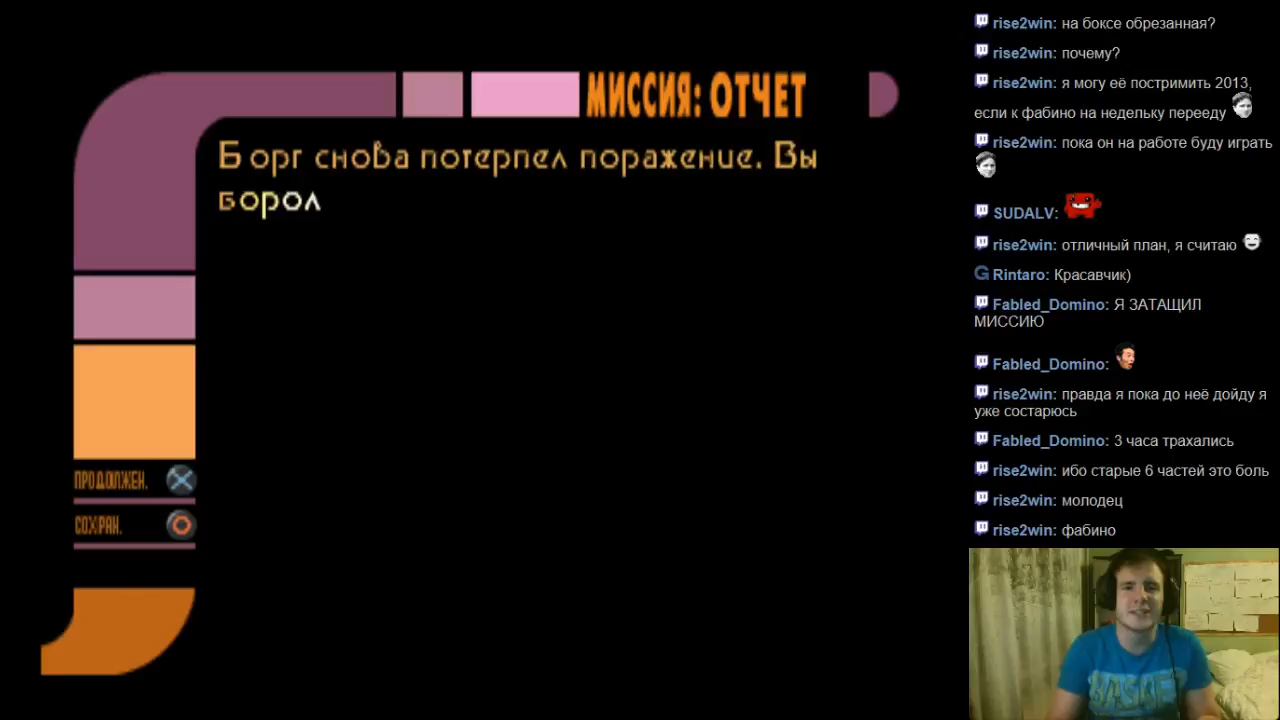 МИССИЯ: ОТЧЕТ
Борг снова потерпел поражение. Вы
борол
ПРОДОЛЖЕН.
СОХРАН.
rise2win: на боксе обрезанная?
rise2win: почему?
rise2win: я могу её постримить 2013,
если к фабино на недельку перееду
rise2win: пока он на работе буду играть
SUDALV:
rise2win: отличный план, я считаю
G Rintaro: Красавчик)
Fabled_Domino: Я ЗАТАЩИЛ
МИССИЮ
Fabled_Domino:
rise2win: правда я пока до неё дойду я
уже состарюсь
Fabled_Domino: 3 часа трахались
rise2win: ибо старые 6 частей это боль
rise2win: молодец
rise2win: фабино